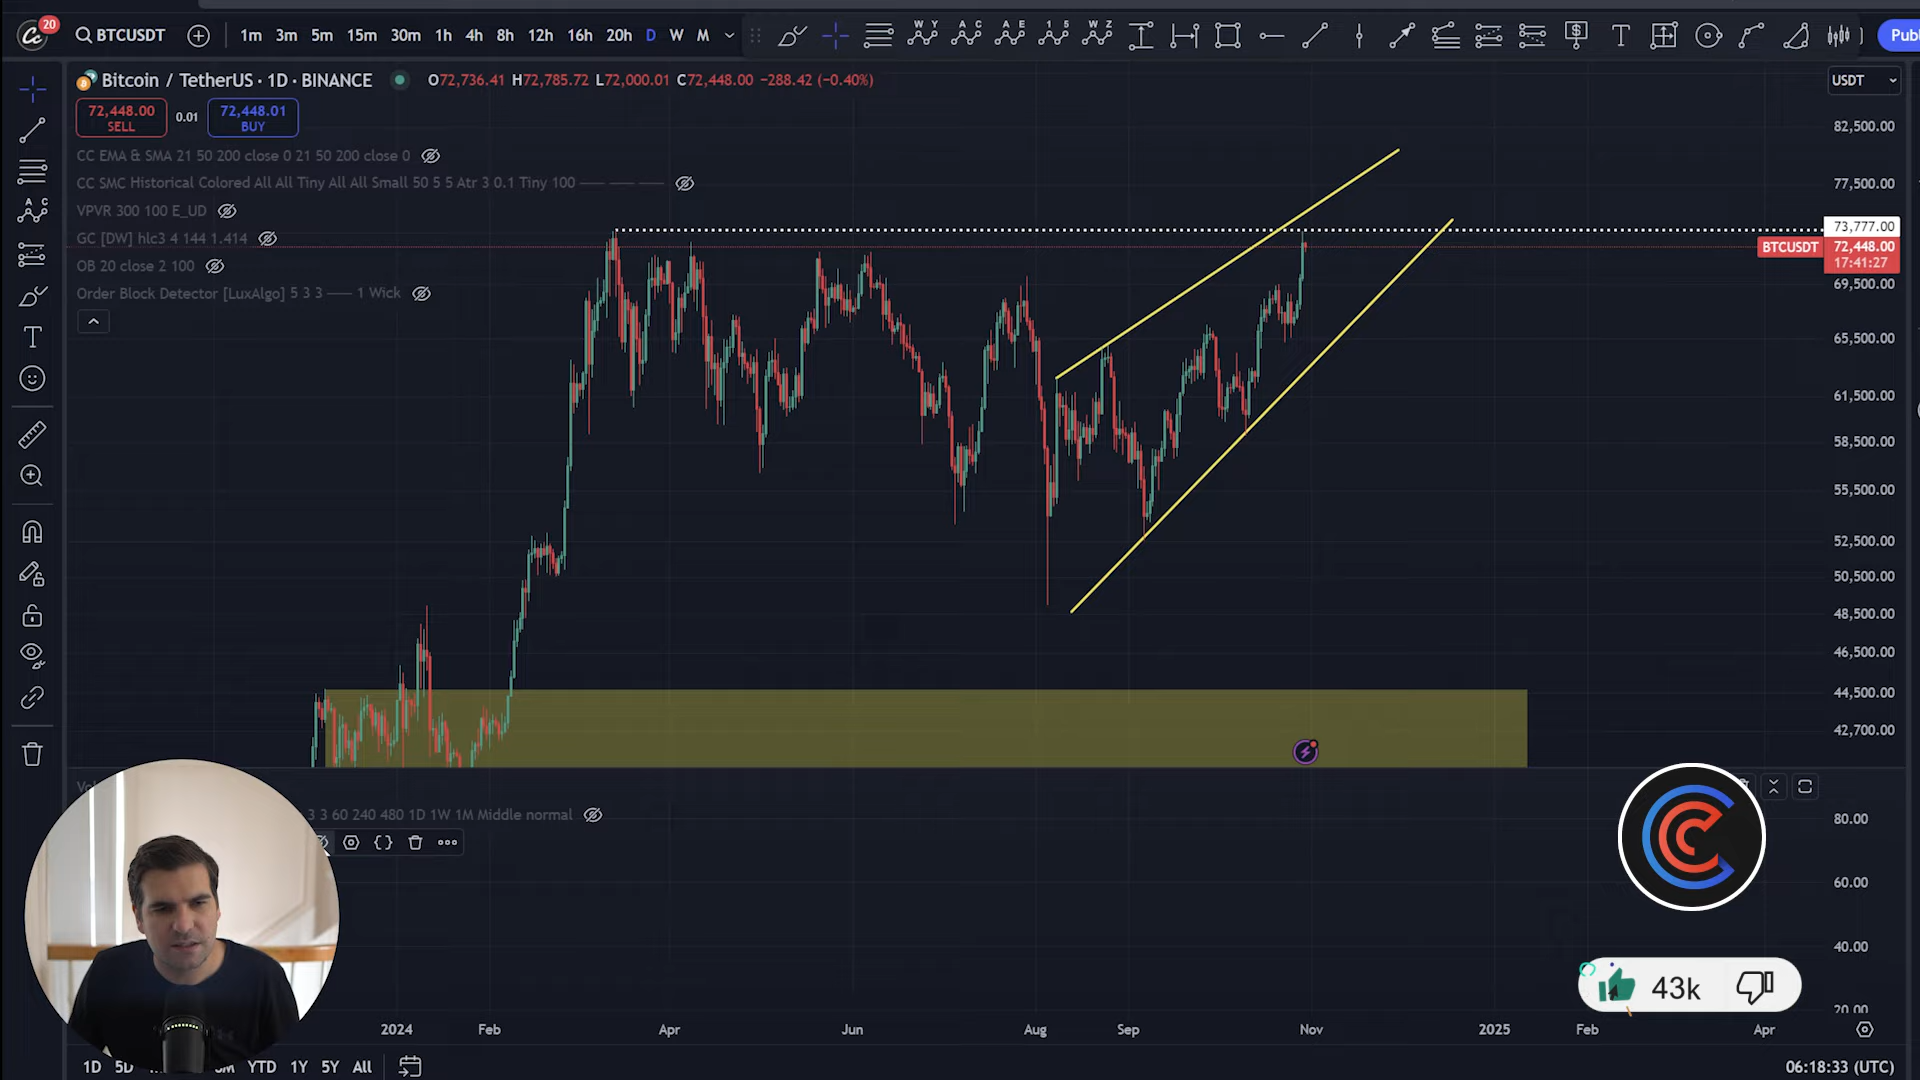 20
BTCUSDT
1m 3m 5m 15m 30m 1h 4h 8h 12h 16h 20h D W M
W Y A C A E 1 5 W Z
T
Publ
Bitcoin / TetherUS · 1D · BINANCE
O72,736.41 H72,785.72 L72,000.01 C72,448.00 −288.42 (−0.40%)
USDT
72,448.00
SELL
0.01
72,448.01
BUY
CC EMA & SMA 21 50 200 close 0 21 50 200 close 0
CC SMC Historical Colored All All Tiny All All Small 50 5 5 Atr 3 0.1 Tiny 100
VPVR 300 100 E_UD
GC [DW] hlc3 4 144 1.414
OB 20 close 2 100
Order Block Detector [LuxAlgo] 5 3 3 1 Wick
A C
T
82,500.00
77,500.00
73,777.00
BTCUSDT 72,448.00
17:41:27
69,500.00
65,500.00
61,500.00
58,500.00
55,500.00
52,500.00
50,500.00
48,500.00
46,500.00
44,500.00
42,700.00
3 3 60 240 480 1D 1W 1M Middle normal
80.00
60.00
40.00
20.00
43k
2024 Feb Apr Jun Aug Sep Nov 2025 Feb Apr
1D 5D YTD 1Y 5Y All
06:18:33 (UTC)